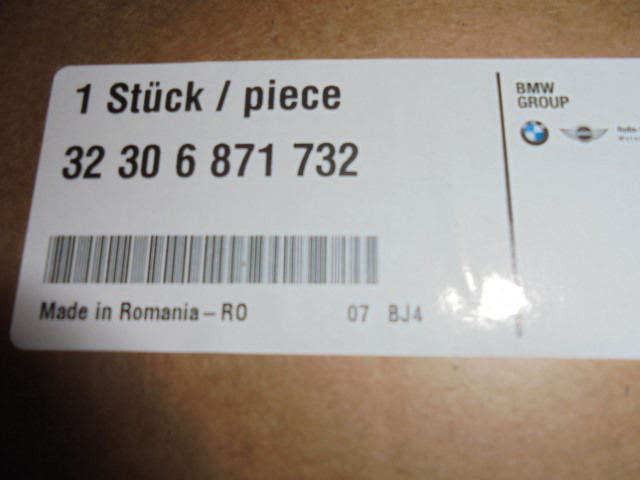 1 Stück / piece
32 30 6 871 732
Made in Romania – RO
07 BJ4
BMW
GROUP